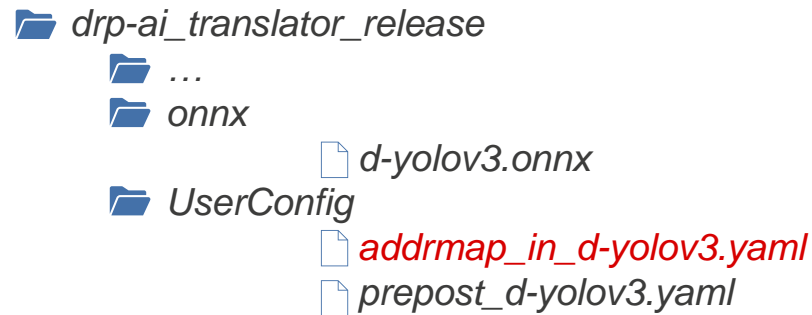 drp-ai_translator_release
…
onnx
d-yolov3.onnx
UserConfig
addrmap_in_d-yolov3.yaml
prepost_d-yolov3.yaml